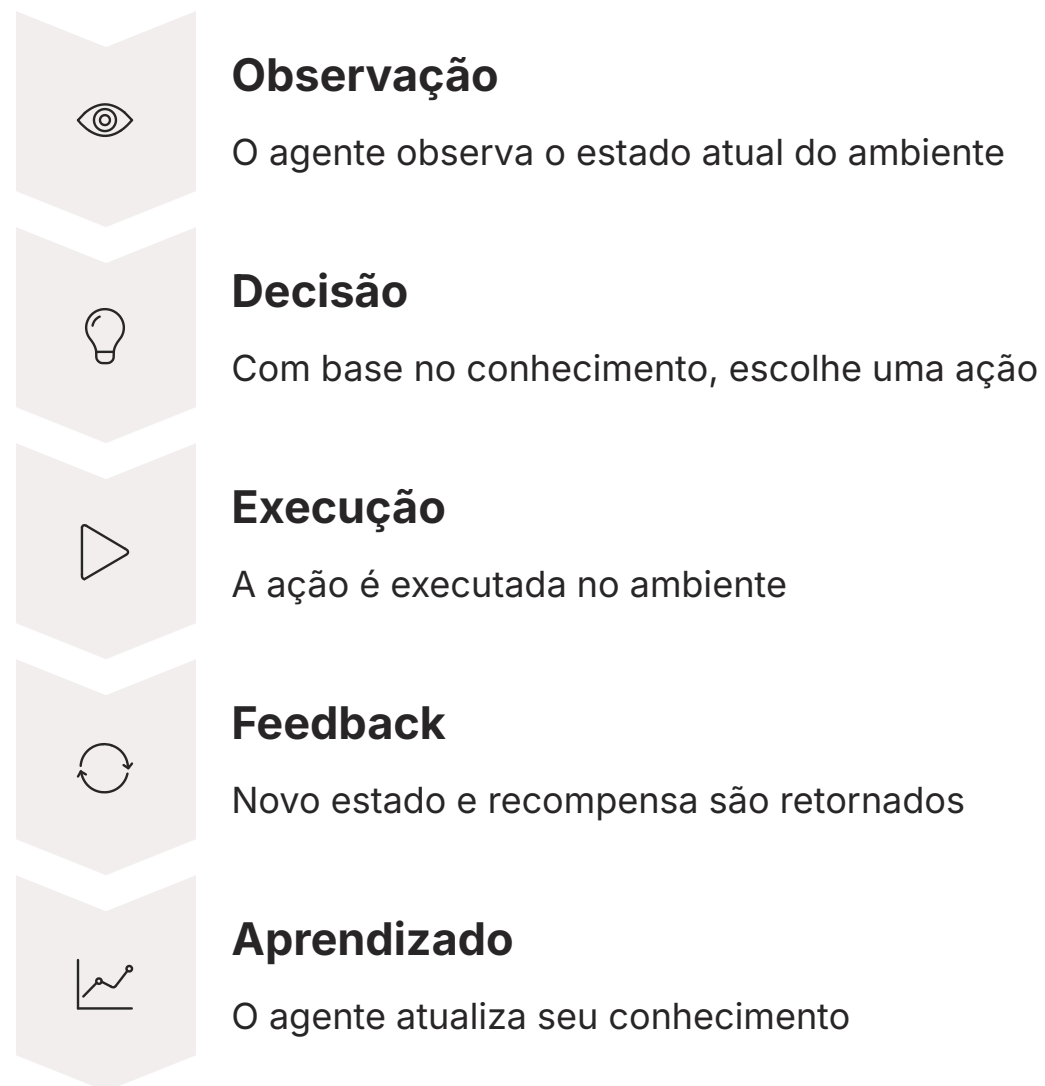 Observação
O agente observa o estado atual do ambiente
Decisão
Com base no conhecimento, escolhe uma ação
Execução
A ação é executada no ambiente
Feedback
Novo estado e recompensa são retornados
Aprendizado
O agente atualiza seu conhecimento